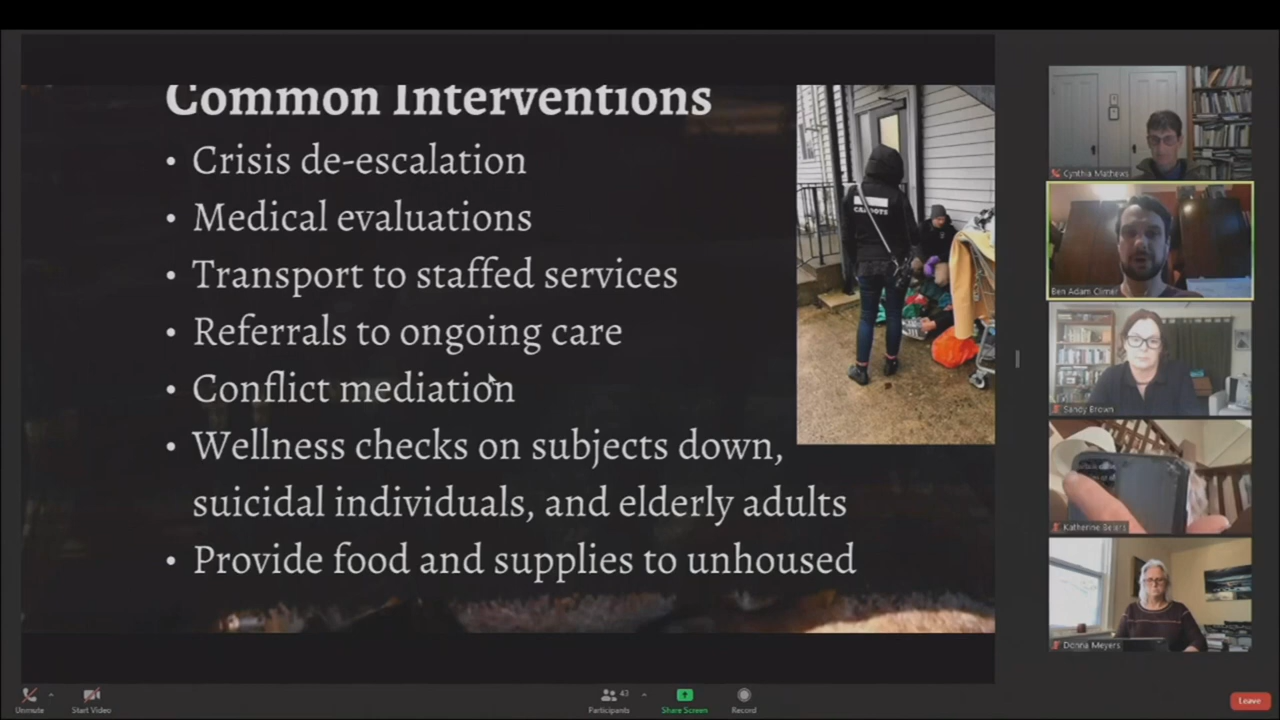 Common Interventions
• Crisis de-escalation
• Medical evaluations
• Transport to staffed services
• Referrals to ongoing care
• Conflict mediation
• Wellness checks on subjects down,
suicidal individuals, and elderly adults
• Provide food and supplies to unhoused
CAHOOTS
Cynthia Mathews
Ben Adam Climer
Sandy Brown
Katherine Beiers
Donna Meyers
Unmute
Start Video
43
Participants
Share Screen
Record
Leave